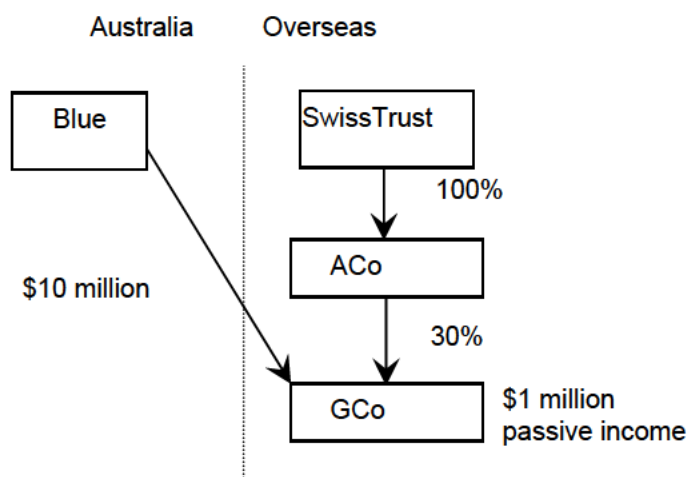 Australia Overseas
Blue
SwissTrust
100%
ACo
$10 million
30%
GCo
$1 million
passive income